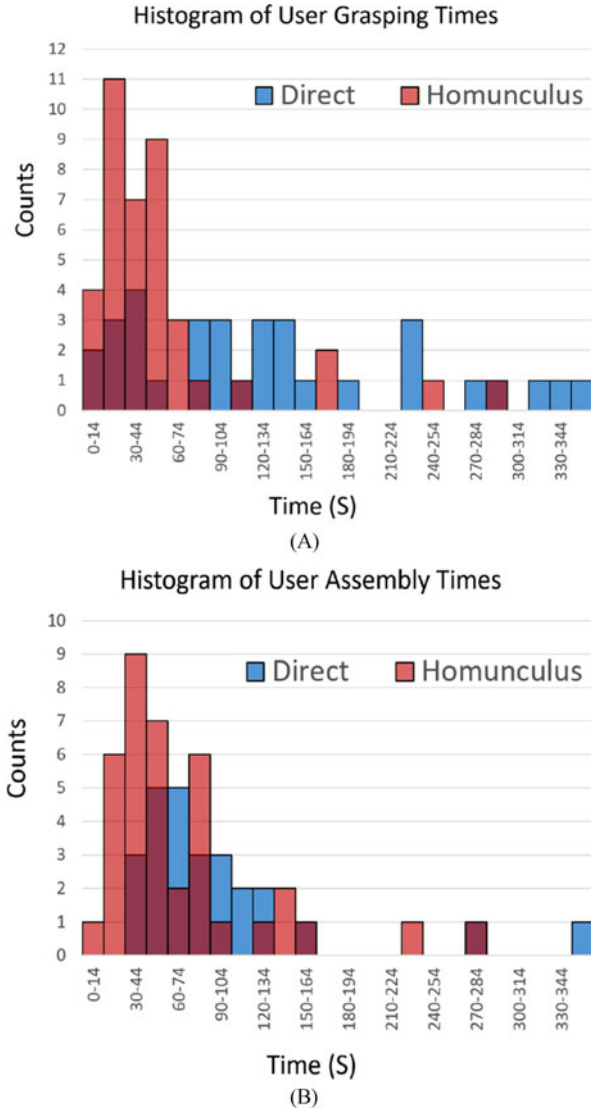 Histogram of User Grasping Times
12
11
10
9
8
7
6
5
4
3
2
1
0
Counts
Direct Homunculus
0-14 30-44 60-74 90-104 120-134 150-164 180-194 210-224 240-254 270-284 300-314 330-344
Time (S)
(A)
Histogram of User Assembly Times
10
9
8
7
6
5
4
3
2
1
0
Counts
Direct Homunculus
0-14 30-44 60-74 90-104 120-134 150-164 180-194 210-224 240-254 270-284 300-314 330-344
Time (S)
(B)